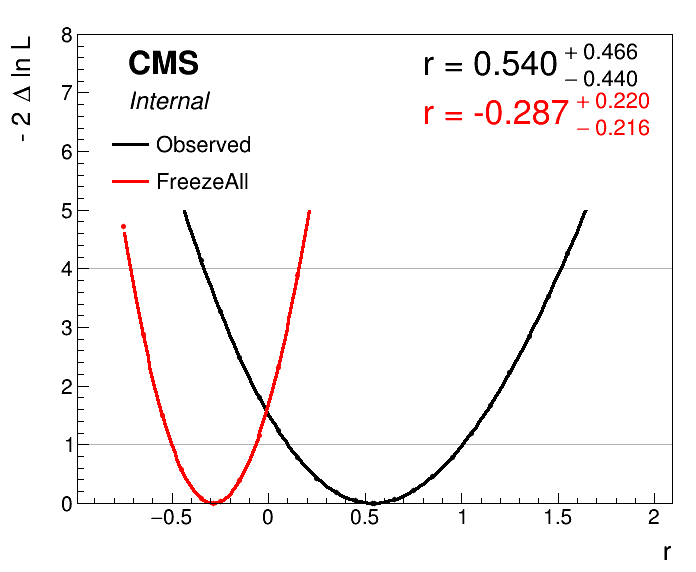 - 2 Δ ln L
8
7
6
5
4
3
2
1
0
CMS
Internal
Observed
FreezeAll
r = 0.540 + 0.466 − 0.440
r = -0.287 + 0.220 − 0.216
−0.5 0 0.5 1 1.5 2
r